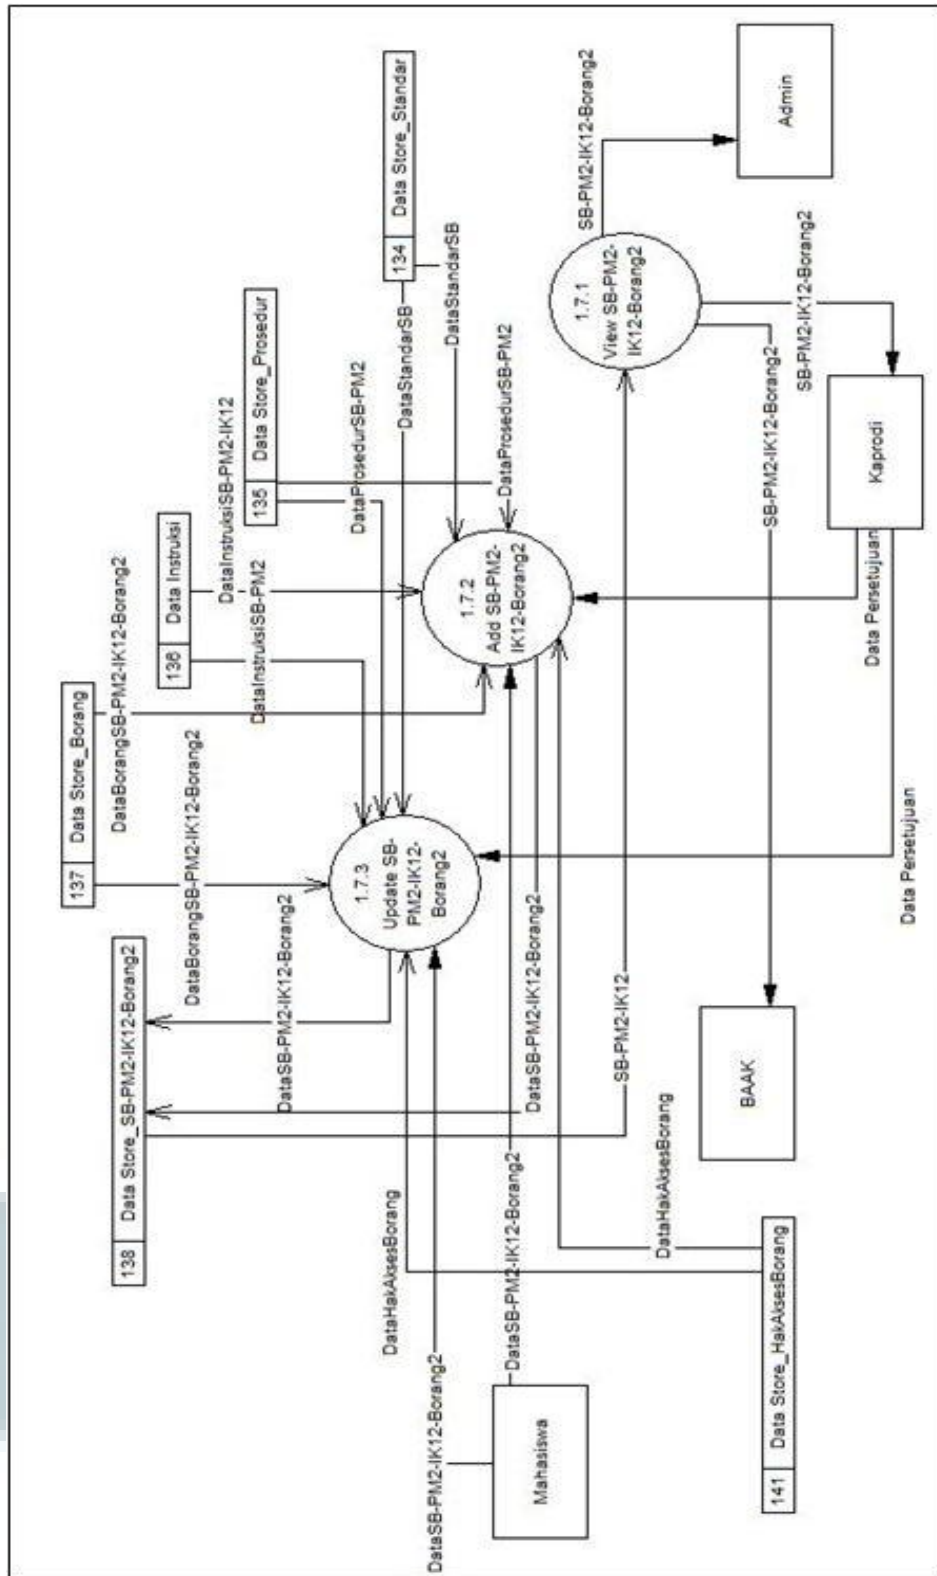 137 Data Store_Borang
DataBorangSB-PM2-IK12-Borang2
136 Data Instruksi
DataInstruksiSB-PM2-IK12
DataInstruksiSB-PM2
135 Data Store_Prosedur
DataProsedurSB-PM2
134 Data Store_Standar
DataStandarSB
DataStandarSB
DataProsedurSB-PM2
138 Data Store_SB-PM2-IK12-Borang2
DataBorangSB-PM2-IK12-Borang2
DataSB-PM2-IK12-Borang2
1.7.3
Update SB-
PM2-IK12-
Borang2
1.7.2
Add SB-PM2-
IK12-Borang2
1.7.1
View SB-PM2-
IK12-Borang2
SB-PM2-IK12-Borang2
Admin
DataHakAksesBorang
DataSB-PM2-IK12-Borang2
DataSB-PM2-IK12-Borang2
DataSB-PM2-IK12-Borang2
SB-PM2-IK12
Mahasiswa
DataHakAksesBorang
141 Data Store_HakAksesBorang
BAAK
SB-PM2-IK12-Borang2
SB-PM2-IK12-Borang2
Kaprodi
Data Persetujuan
Data Persetujuan